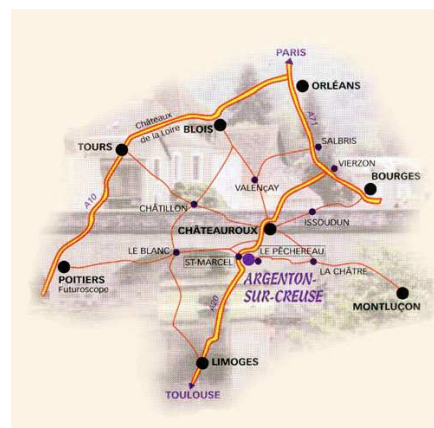 PARIS
ORLÉANS
Châteaux
de la Loire
BLOIS
A71
TOURS
SALBRIS
VIERZON
BOURGES
VALENÇAY
A10
CHÂTILLON
ISSOUDUN
CHÂTEAUROUX
LE BLANC
ST-MARCEL
LE PÊCHEREAU
LA CHÂTRE
POITIERS
Futuroscope
ARGENTON-
SUR-CREUSE
A20
MONTLUÇON
LIMOGES
TOULOUSE